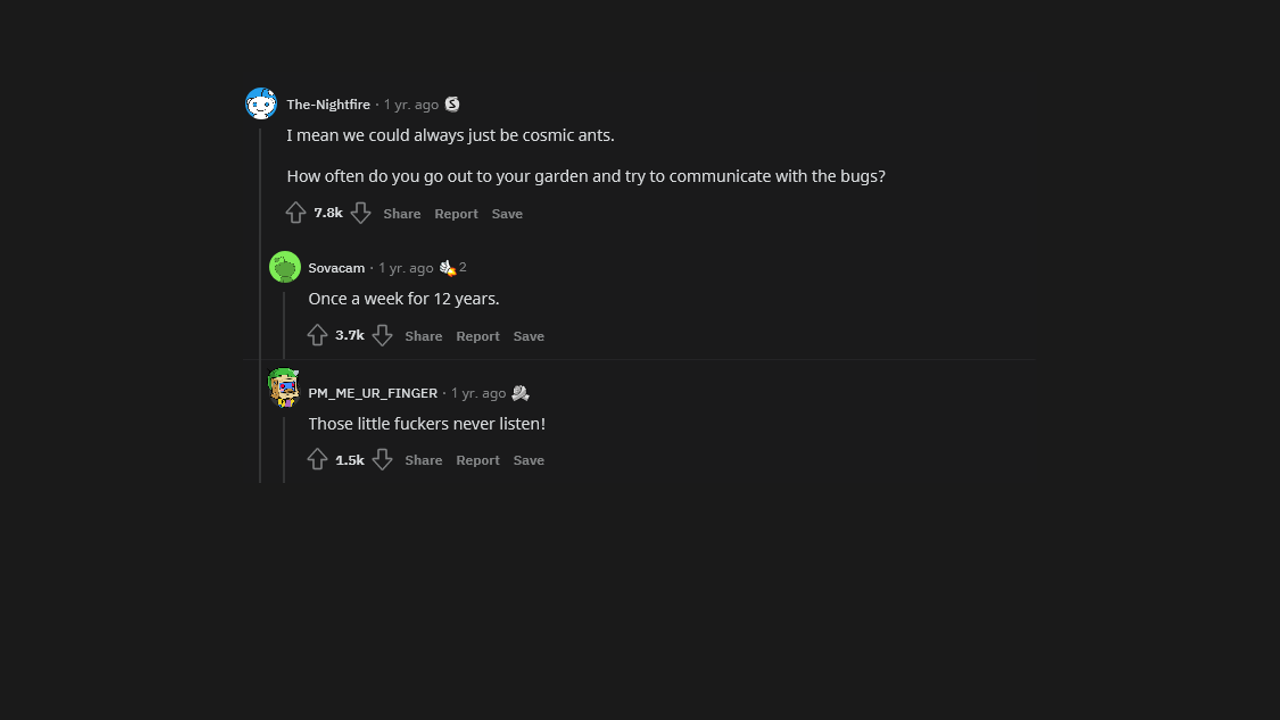 The-Nightfire · 1 yr. ago
I mean we could always just be cosmic ants.
How often do you go out to your garden and try to communicate with the bugs?
7.8k Share Report Save
Sovacam · 1 yr. ago 2
Once a week for 12 years.
3.7k Share Report Save
PM_ME_UR_FINGER · 1 yr. ago
Those little fuckers never listen!
1.5k Share Report Save